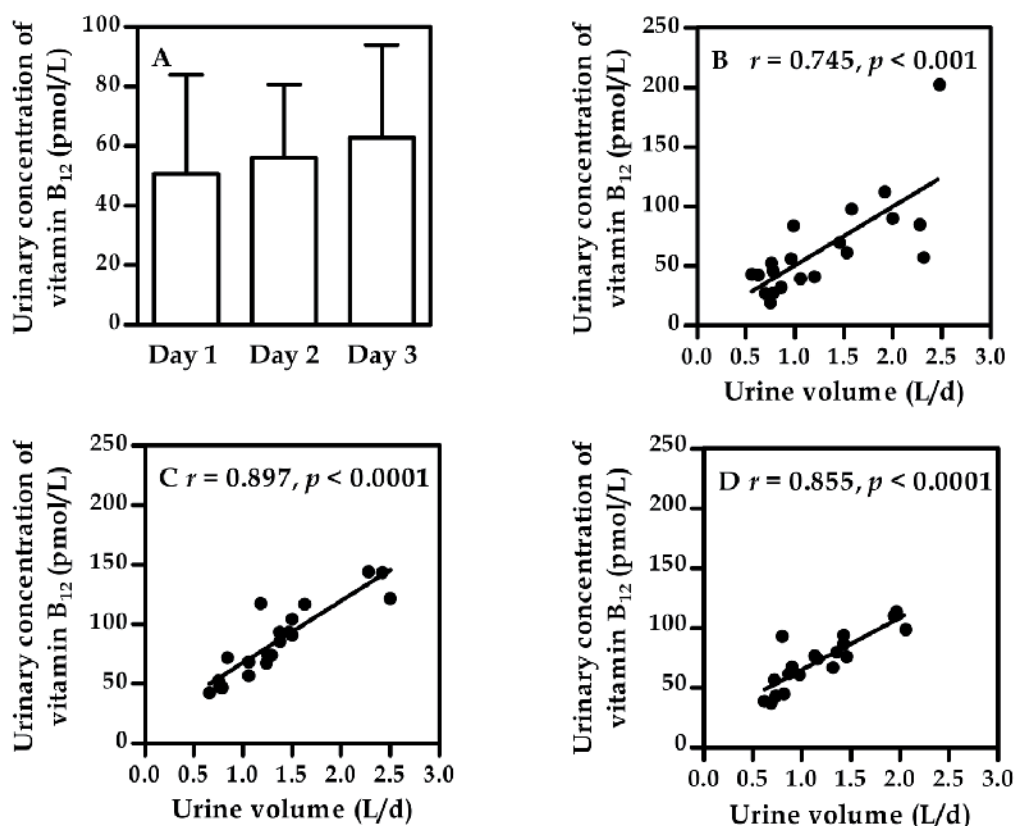 Urinary concentration of
vitamin B12 (pmol/L)
100
80
60
40
20
0
A
Day 1 Day 2 Day 3
Urinary concentration of
vitamin B12 (pmol/L)
250
200
150
100
50
0
B r = 0.745, p < 0.001
0.0 0.5 1.0 1.5 2.0 2.5 3.0
Urine volume (L/d)
Urinary concentration of
vitamin B12 (pmol/L)
250
200
150
100
50
0
C r = 0.897, p < 0.0001
0.0 0.5 1.0 1.5 2.0 2.5 3.0
Urine volume (L/d)
Urinary concentration of
vitamin B12 (pmol/L)
250
200
150
100
50
0
D r = 0.855, p < 0.0001
0.0 0.5 1.0 1.5 2.0 2.5 3.0
Urine volume (L/d)